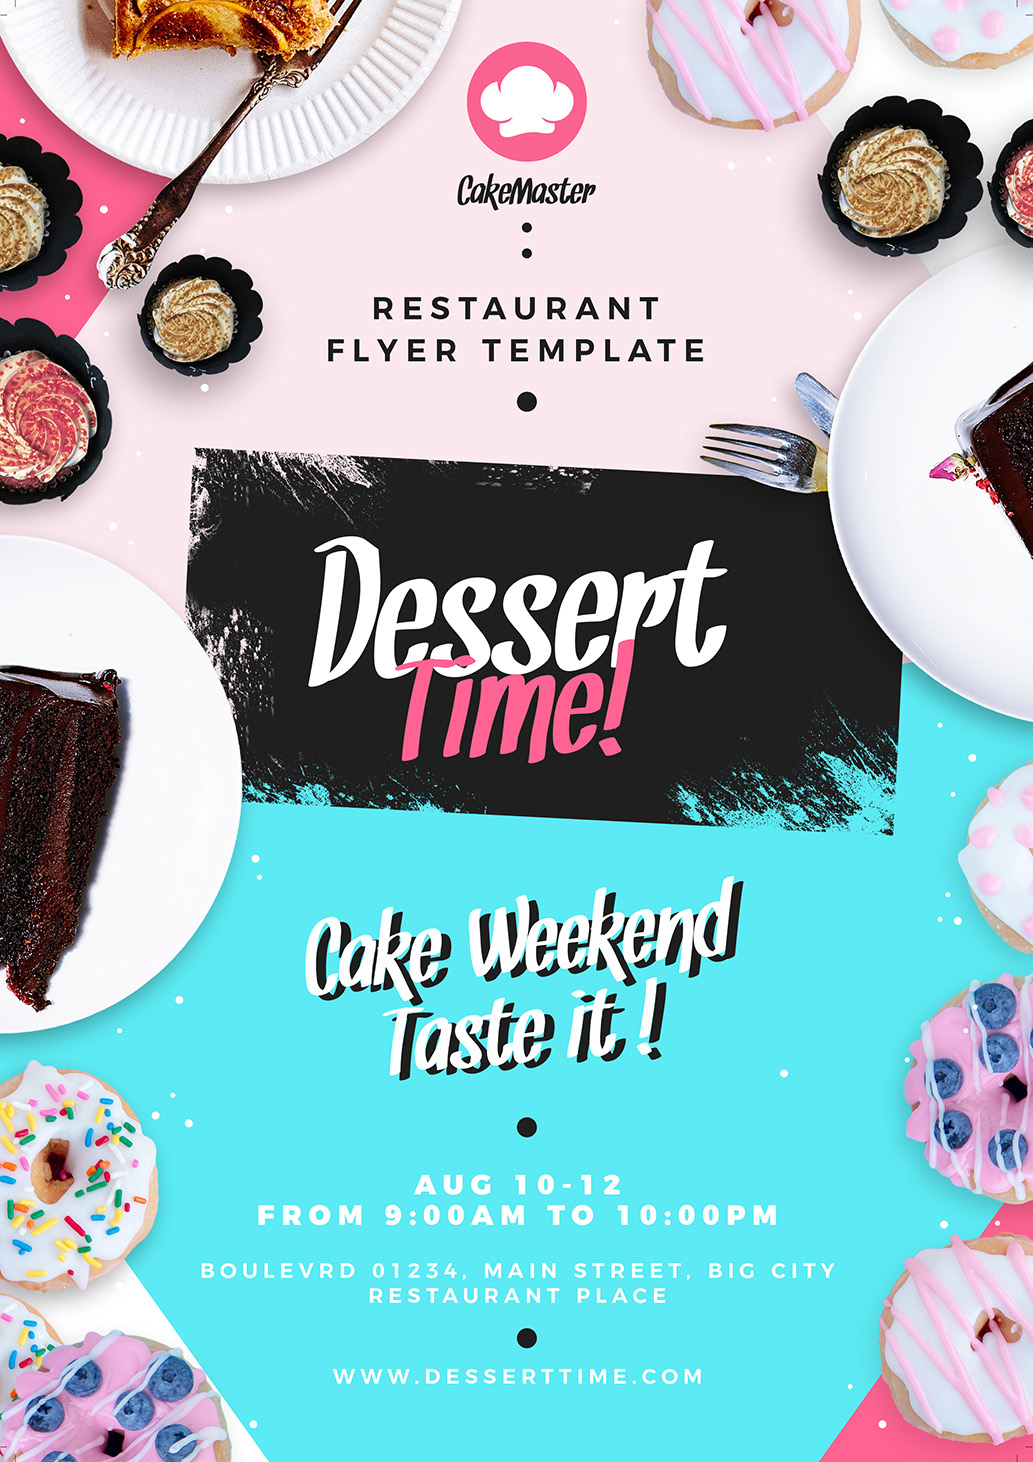 CakeMaster
RESTAURANT
FLYER TEMPLATE
Dessert
Time!
Cake Weekend
Taste it !
AUG 10-12
FROM 9:00AM TO 10:00PM
BOULEVRD 01234, MAIN STREET, BIG CITY
RESTAURANT PLACE
WWW.DESSERTTIME.COM